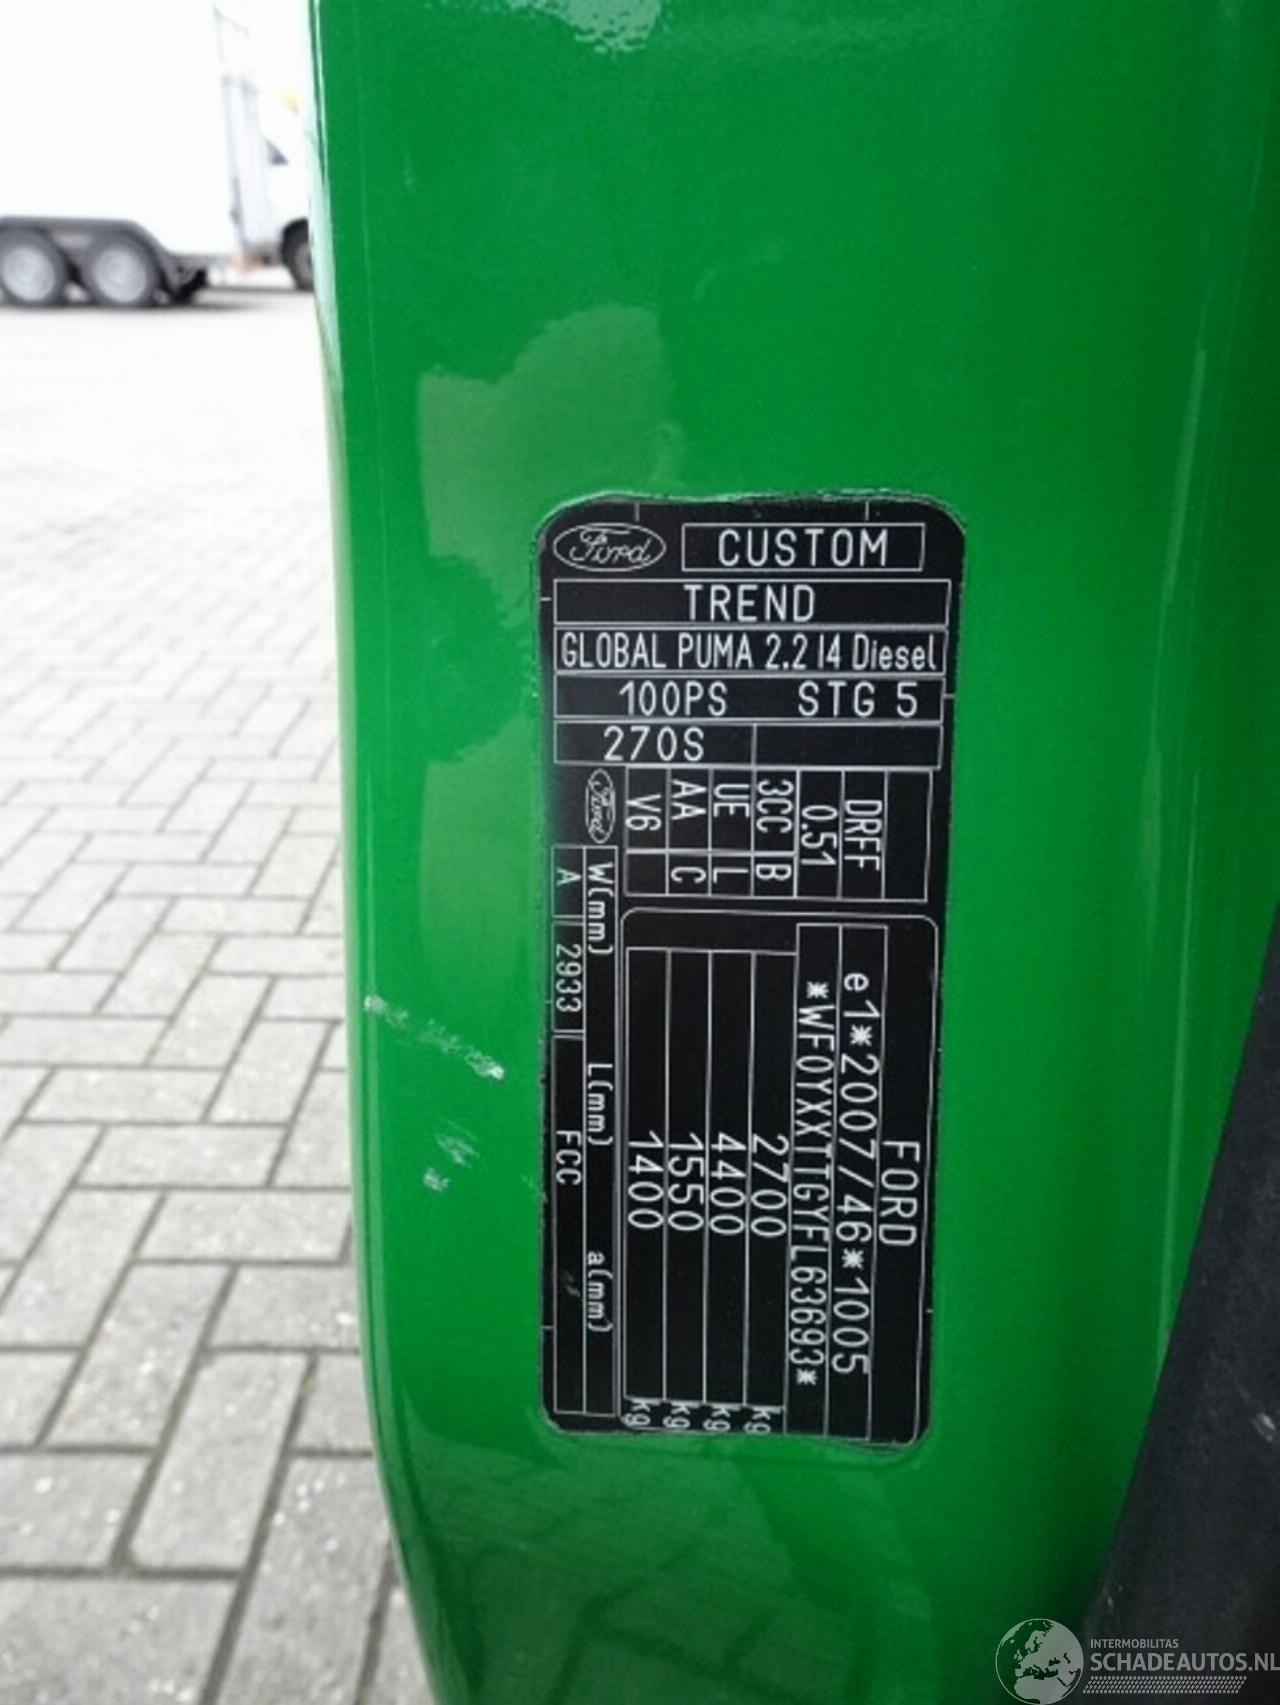 Ford CUSTOM
TREND
GLOBAL PUMA 2.2 I4 Diesel
100PS STG 5
270S
FORD
e1*2007/46*1005
*WF0YXXTTGYFL63693*
2700 kg
4400 kg
1550 kg
1400 kg
DRFF
0.51
3CC B
UE L
AA C
V6
Ford W(mm) L(mm) a(mm)
A 2933 FCC
INTERMOBILITAS
SCHADEAUTOS.NL